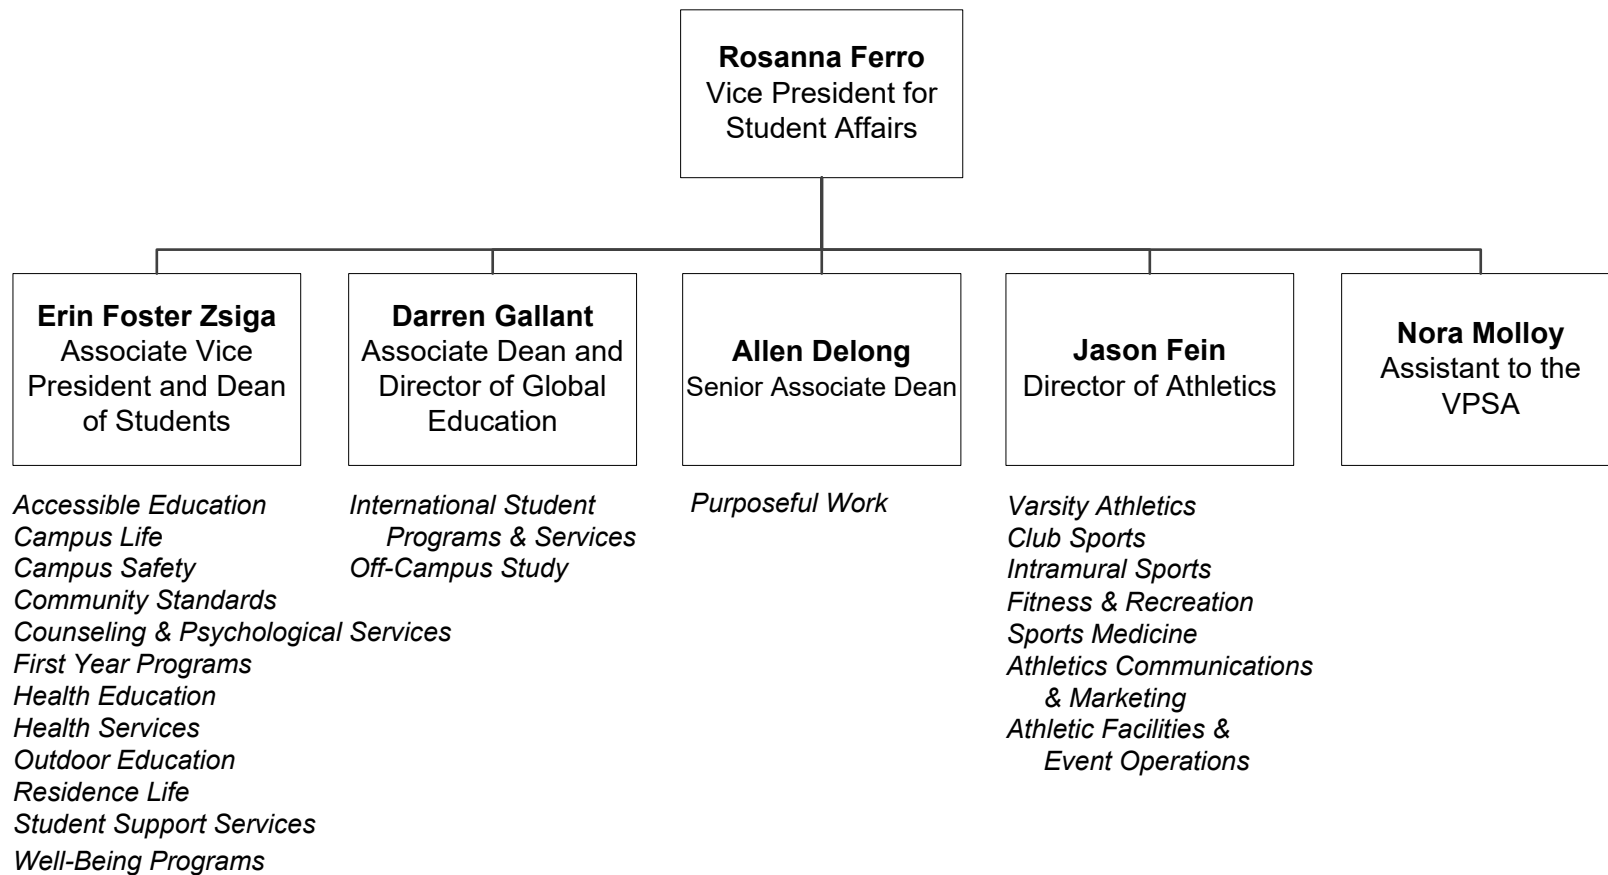 Rosanna Ferro
Vice President for
Student Affairs
Erin Foster Zsiga
Associate Vice
President and Dean
of Students
Darren Gallant
Associate Dean and
Director of Global
Education
Allen Delong
Senior Associate Dean
Jason Fein
Director of Athletics
Nora Molloy
Assistant to the
VPSA
Accessible Education
Campus Life
Campus Safety
Community Standards
Counseling & Psychological Services
First Year Programs
Health Education
Health Services
Outdoor Education
Residence Life
Student Support Services
Well-Being Programs
International Student
Programs & Services
Off-Campus Study
Purposeful Work
Varsity Athletics
Club Sports
Intramural Sports
Fitness & Recreation
Sports Medicine
Athletics Communications
& Marketing
Athletic Facilities &
Event Operations